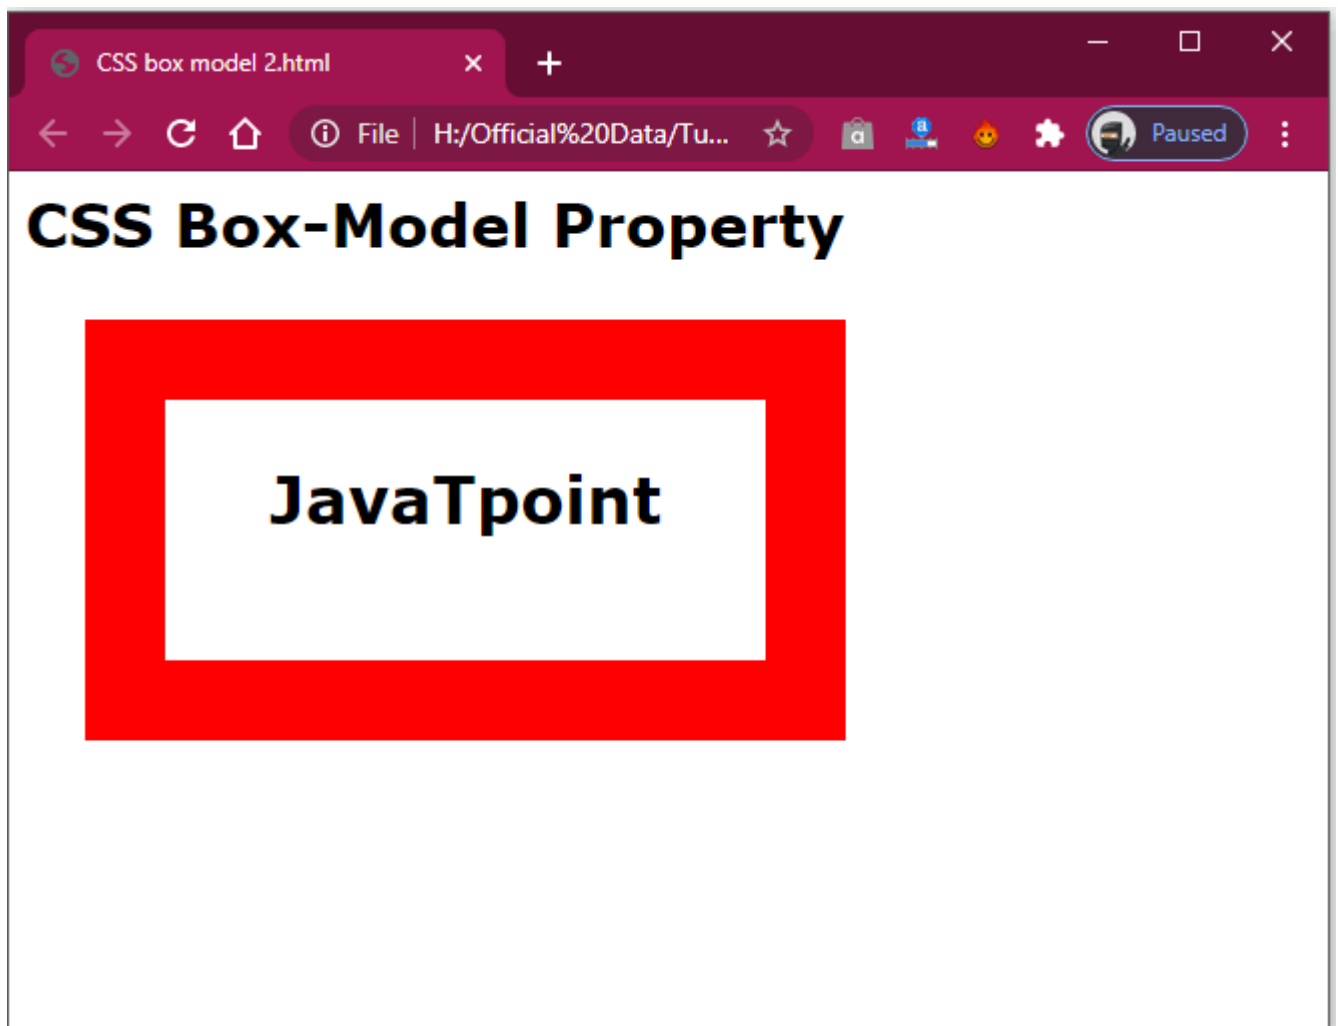 CSS box model 2.html
File H:/Official%20Data/Tu...
Paused
CSS Box-Model Property
JavaTpoint